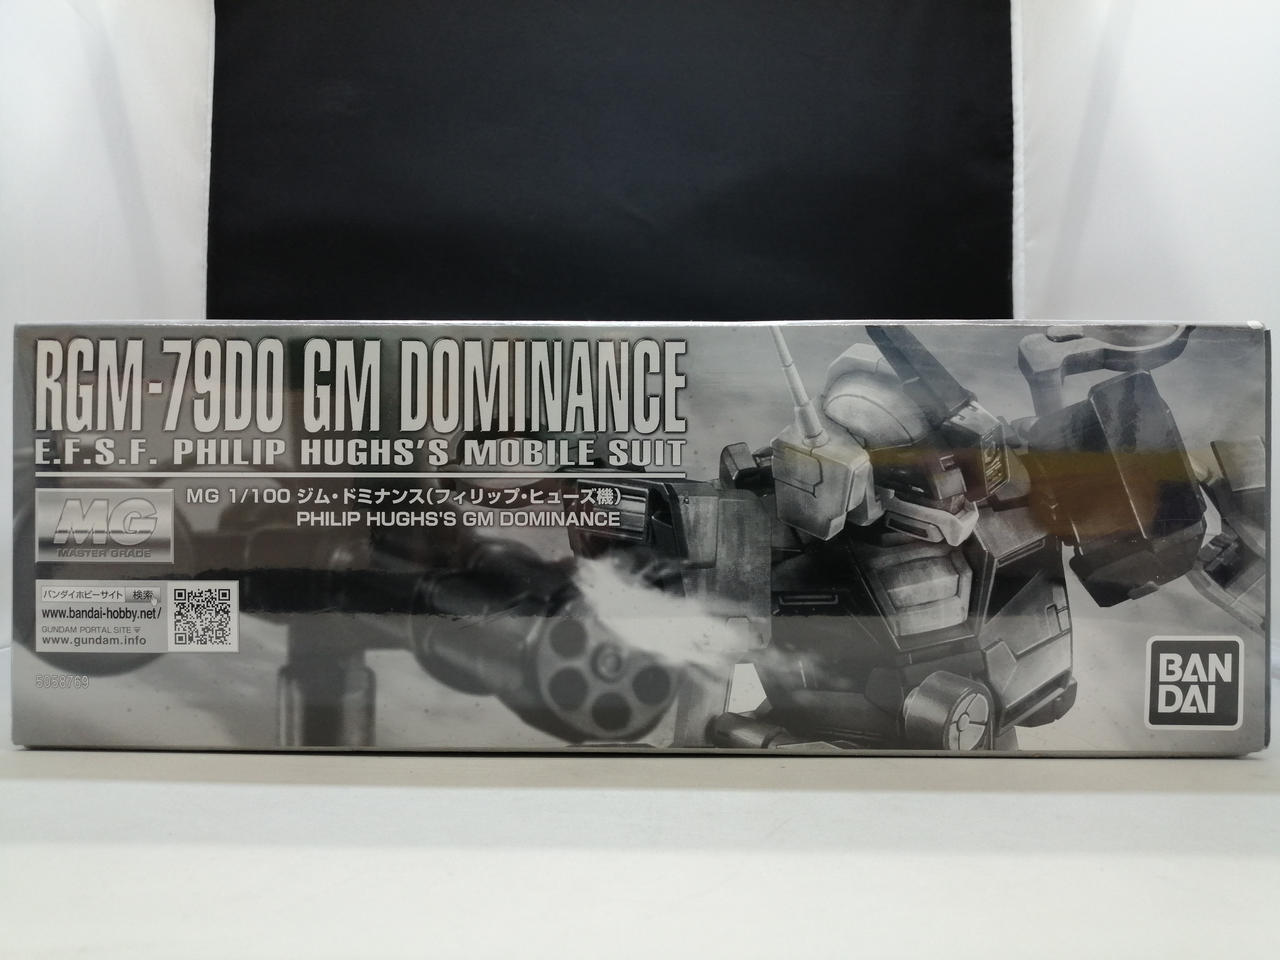 RGM-79DO GM DOMINANCE
E.F.S.F. PHILIP HUGHS'S MOBILE SUIT
MG
MASTER GRADE
MG 1/100 ジム・ドミナンス(フィリップ・ヒューズ機)
PHILIP HUGHS'S GM DOMINANCE
バンダイホビーサイト 検索
www.bandai-hobby.net/
GUNDAM PORTAL SITE ▼
www.gundam.info
5058769
BAN
DAI